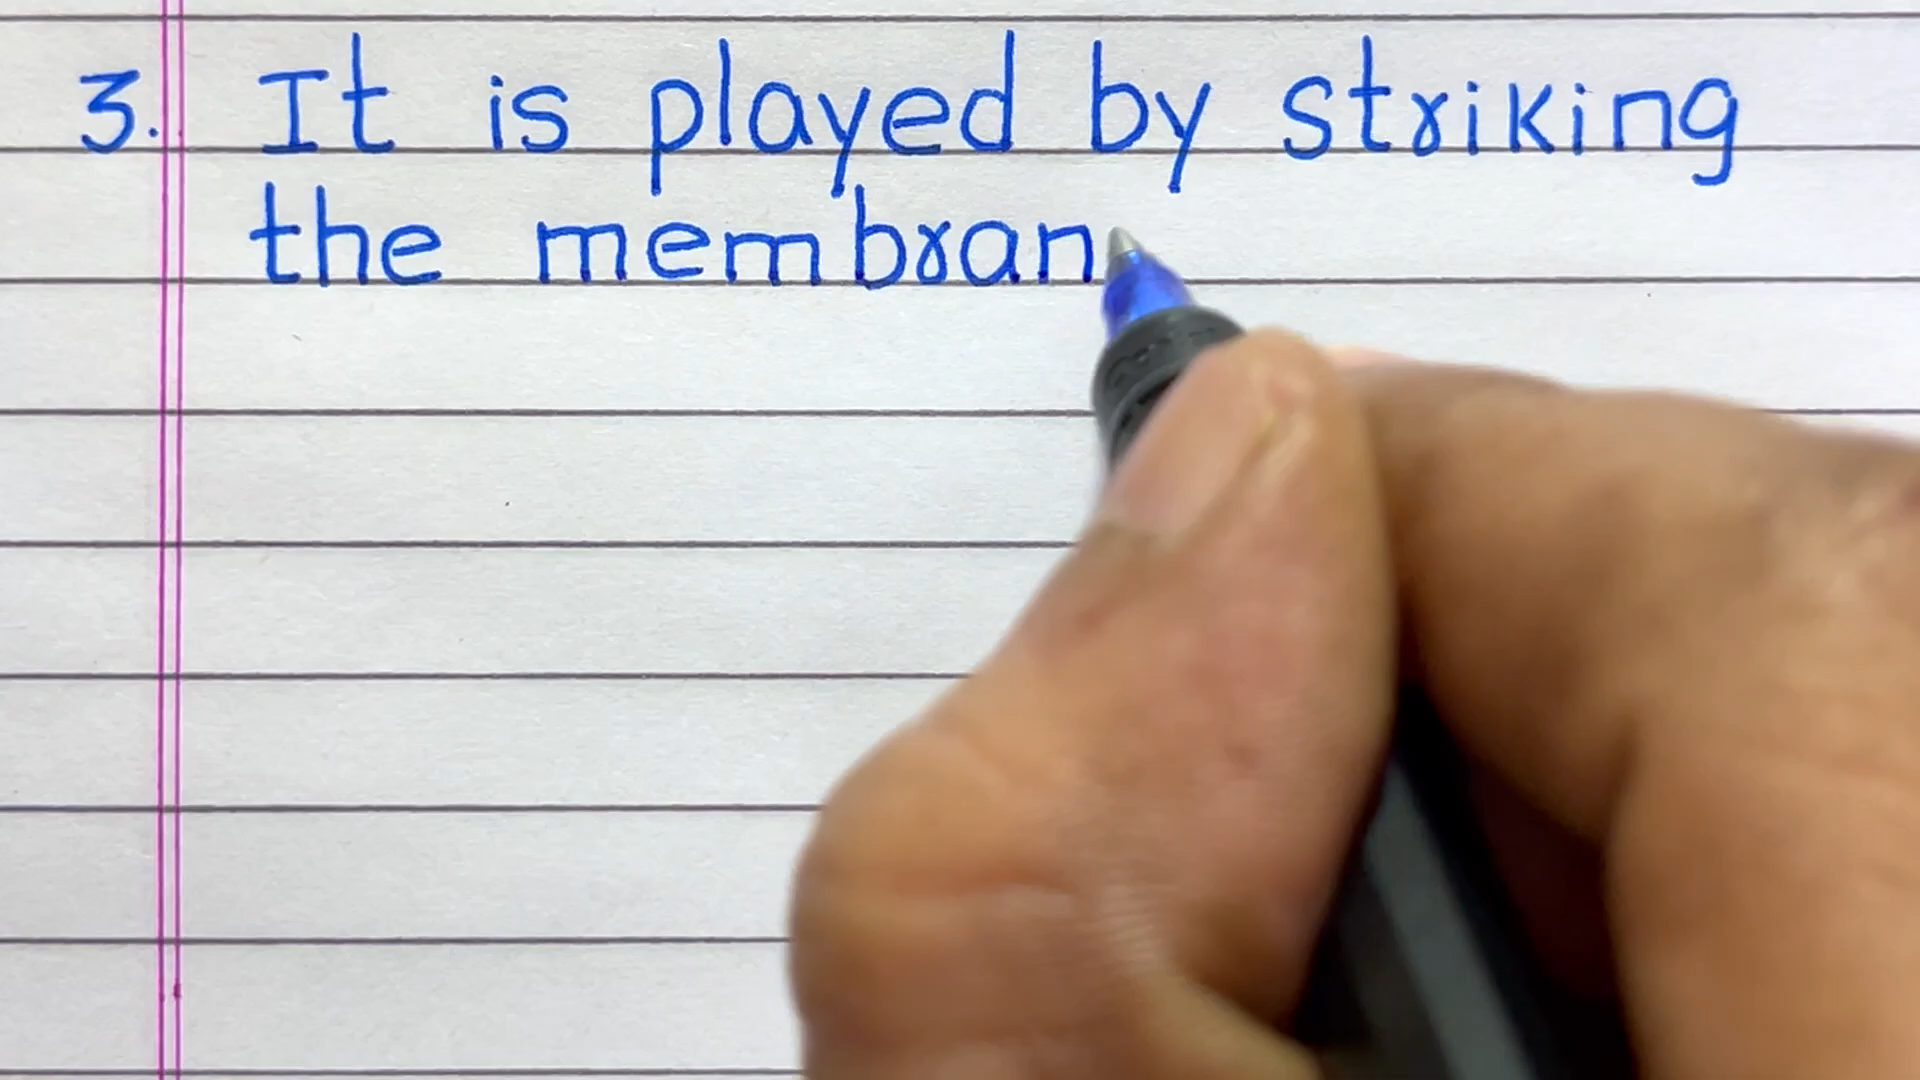 3. It is played by striking
the membran